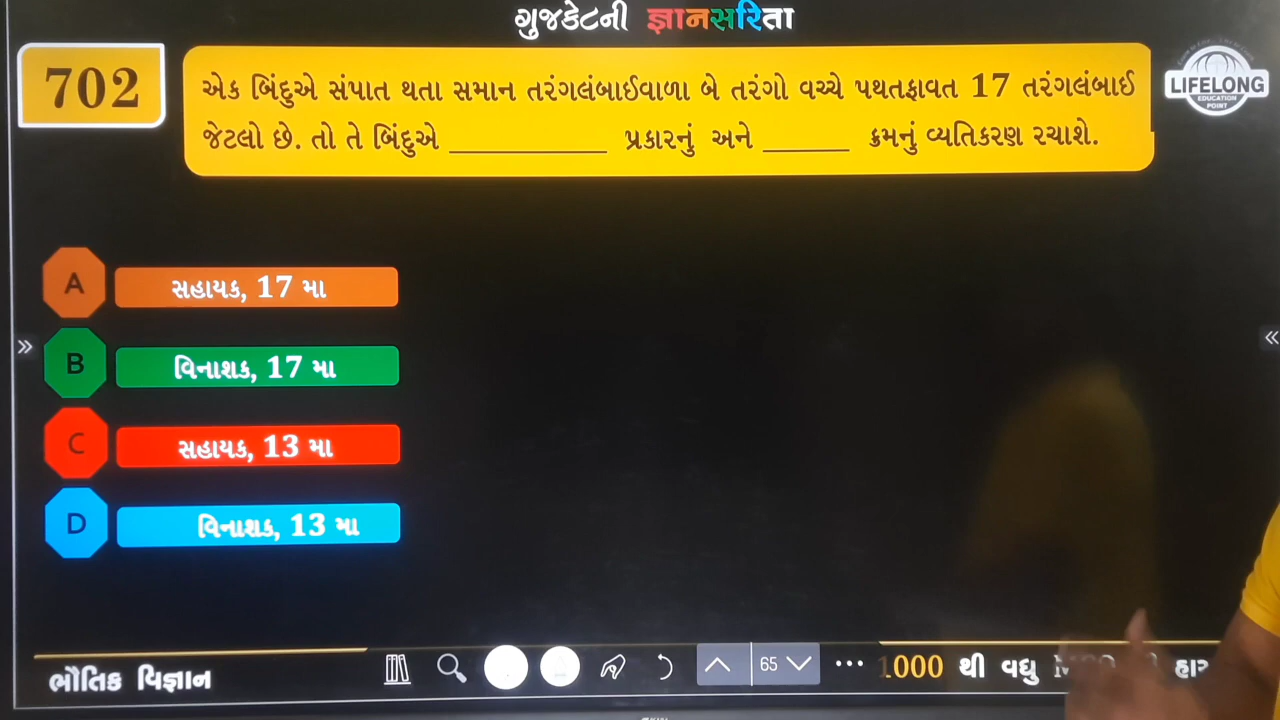 ગુજકેટની જ્ઞાનસરિતા
702
એક બિંદુએ સંપાત થતા સમાન તરંગલંબાઈવાળા બે તરંગો વચ્ચે પથતફાવત 17 તરંગલંબાઈ
જેટલો છે. તો તે બિંદુએ __________ પ્રકારનું અને ______ ક્રમનું વ્યતિકરણ રચાશે.
LIFELONG
EDUCATION
POINT
A સહાયક, 17 મા
B વિનાશક, 17 મા
C સહાયક, 13 મા
D વિનાશક, 13 મા
ભૌતિક વિજ્ઞાન
65
1000 થી વધુ